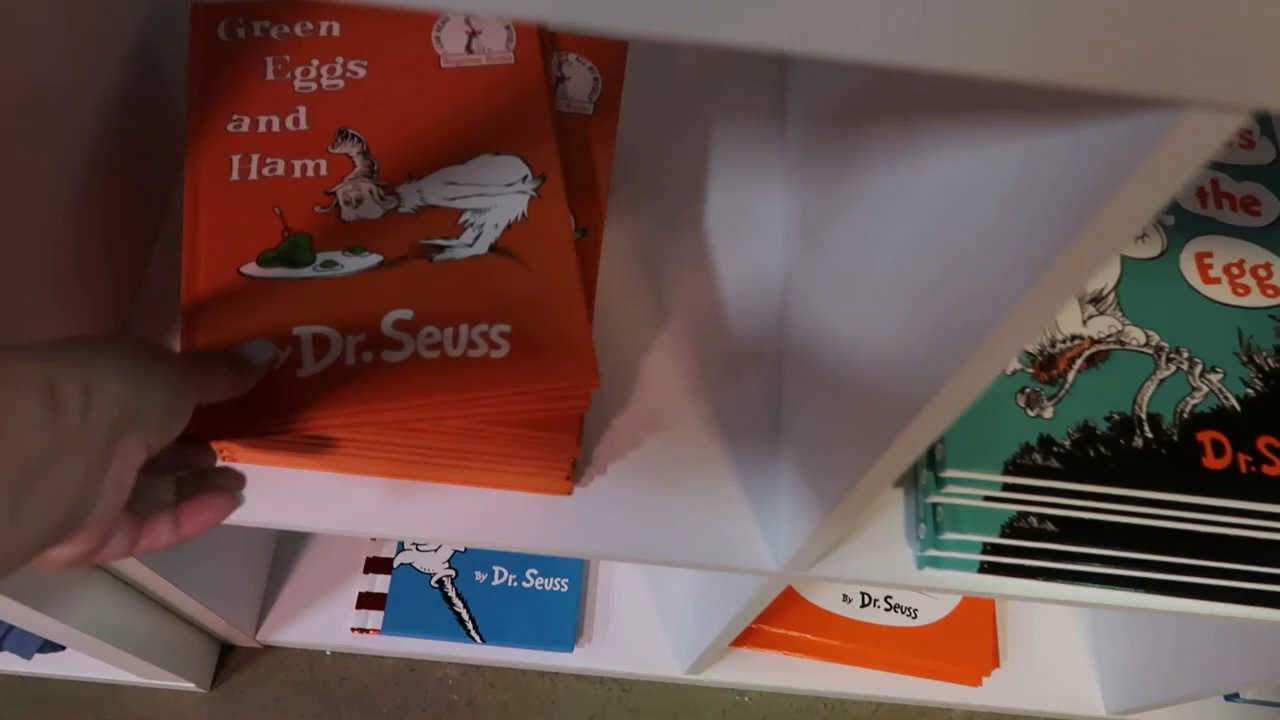 Green
Eggs
and
Ham
By Dr. Seuss
the
Egg
Dr. S
By Dr. Seuss
By Dr. Seuss